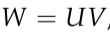 W = UV,